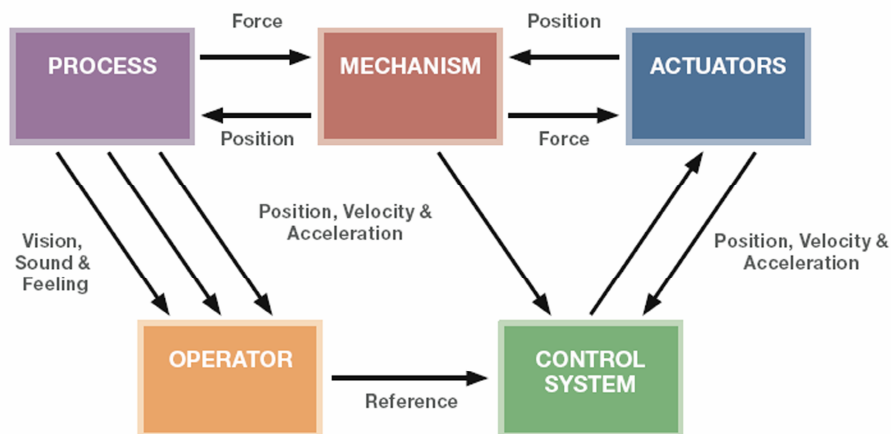 Force
Position
PROCESS
MECHANISM
ACTUATORS
Position
Force
Vision,
Sound &
Feeling
Position, Velocity &
Acceleration
Position, Velocity &
Acceleration
OPERATOR
CONTROL
SYSTEM
Reference